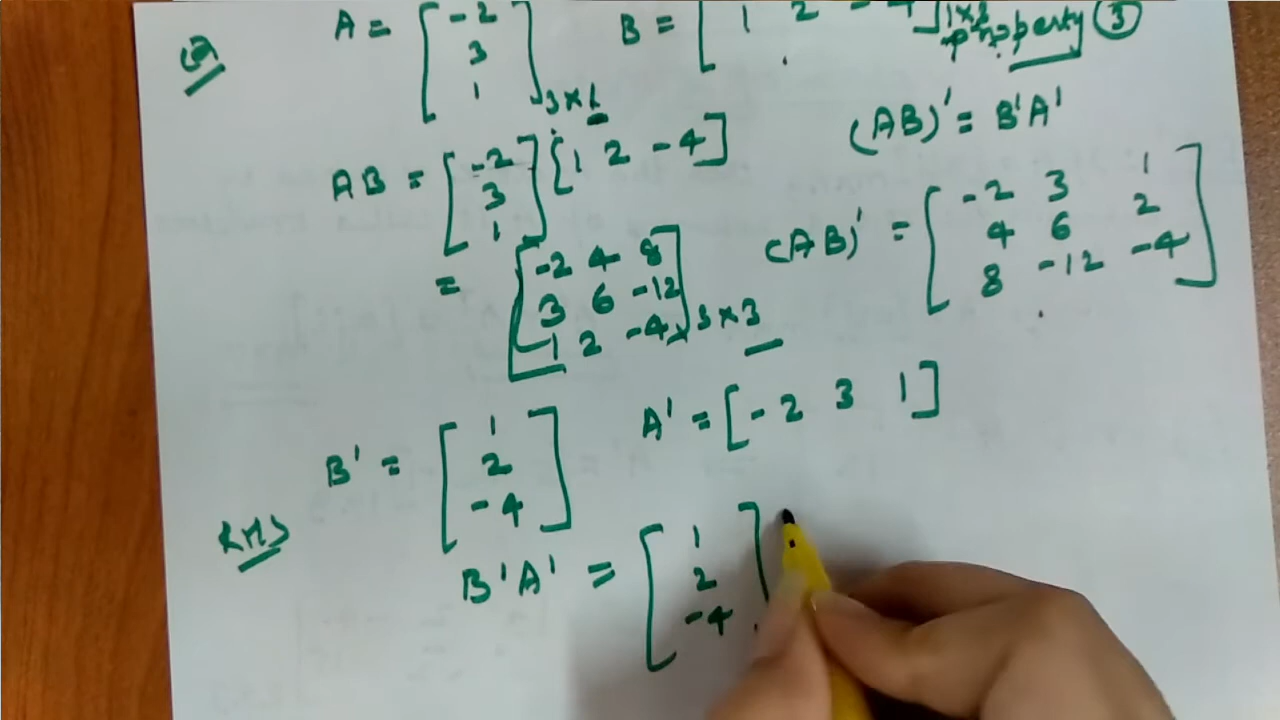 Q A = [ -2 3 1 ] 3×1 B = [ 1 2 -4 ] 1×3
property ③
(AB)' = B'A'
AB = [ -2 3 1 ] [ 1 2 -4 ]
= [ -2 4 8
3 6 -12
1 2 -4 ] 3×3
(AB)' = [ -2 3 1
4 6 2
8 -12 -4 ]
B' = [ 1 2 -4 ] A' = [ -2 3 1 ]
RHS
B'A' = [ 1 2 -4 ]